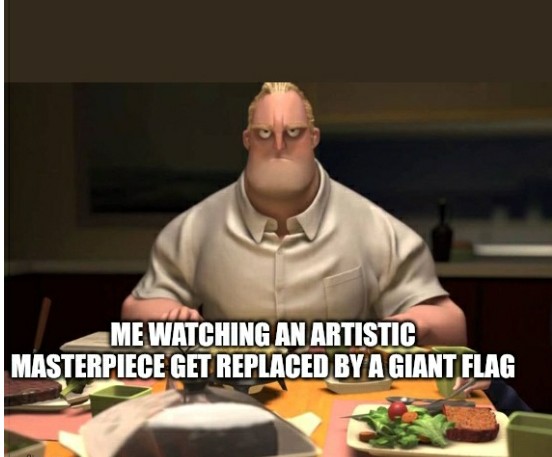 ME WATCHING AN ARTISTIC
MASTERPIECE GET REPLACED BY A GIANT FLAG